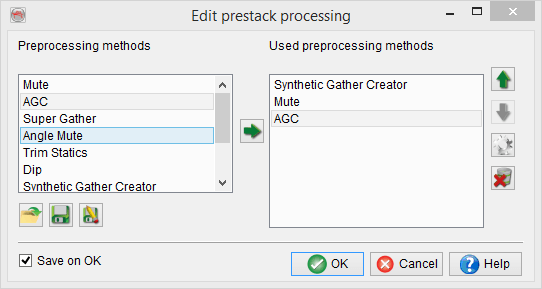 Edit prestack processing
Preprocessing methods
Used preprocessing methods
Mute
AGC
Super Gather
Angle Mute
Trim Statics
Dip
Synthetic Gather Creator
Synthetic Gather Creator
Mute
AGC
Save on OK
OK
Cancel
Help